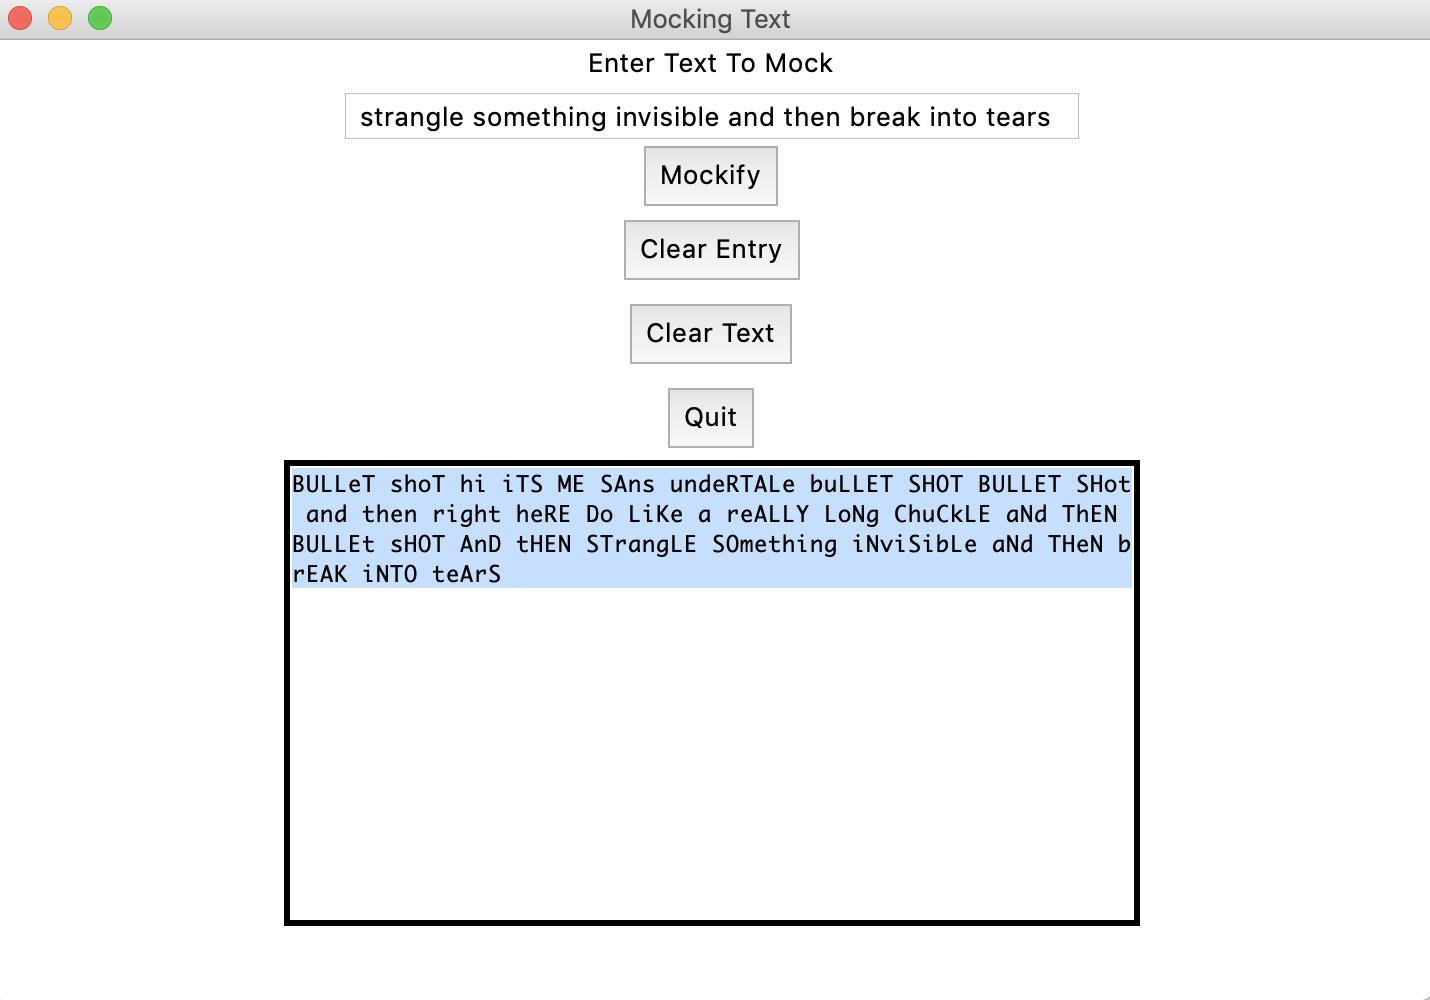 Mocking Text
Enter Text To Mock
strangle something invisible and then break into tears
Mockify
Clear Entry
Clear Text
Quit
BULLeT shoT hi iTS ME SAns undeRTALe buLLET SHOT BULLET SHot
and then right heRE Do LiKe a reALLY LoNg ChuCkLE aNd ThEN
BULLEt sHOT AnD tHEN STrangLE SOmething iNviSibLe aNd THeN b
rEAK iNTO teArS